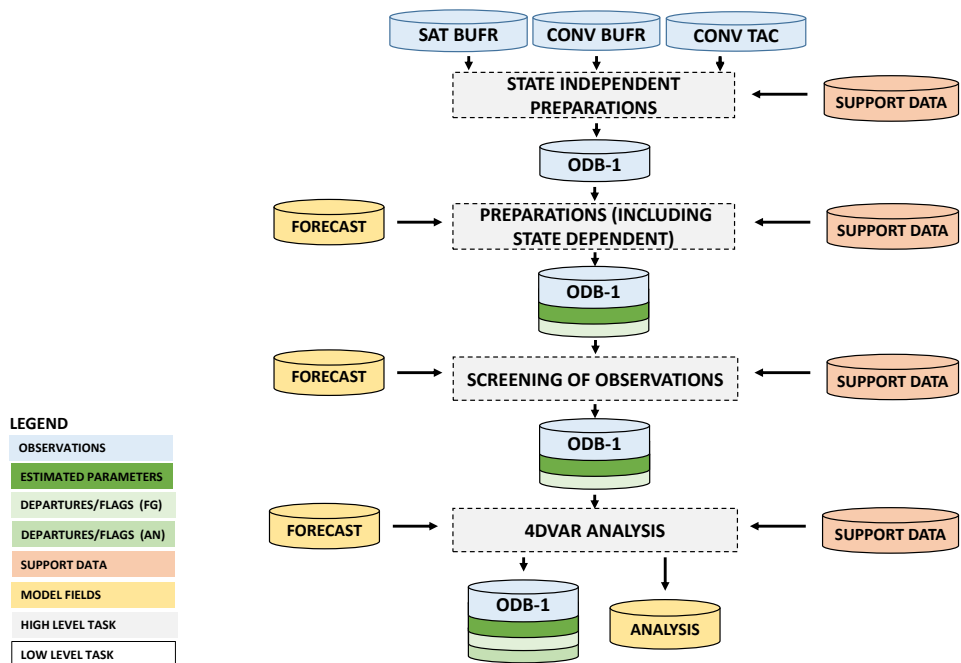 SAT BUFR
CONV BUFR
CONV TAC
STATE INDEPENDENT
PREPARATIONS
SUPPORT DATA
ODB-1
FORECAST
PREPARATIONS (INCLUDING
STATE DEPENDENT)
SUPPORT DATA
ODB-1
FORECAST
SCREENING OF OBSERVATIONS
SUPPORT DATA
ODB-1
FORECAST
4DVAR ANALYSIS
SUPPORT DATA
ODB-1
ANALYSIS
LEGEND
OBSERVATIONS
ESTIMATED PARAMETERS
DEPARTURES/FLAGS (FG)
DEPARTURES/FLAGS (AN)
SUPPORT DATA
MODEL FIELDS
HIGH LEVEL TASK
LOW LEVEL TASK